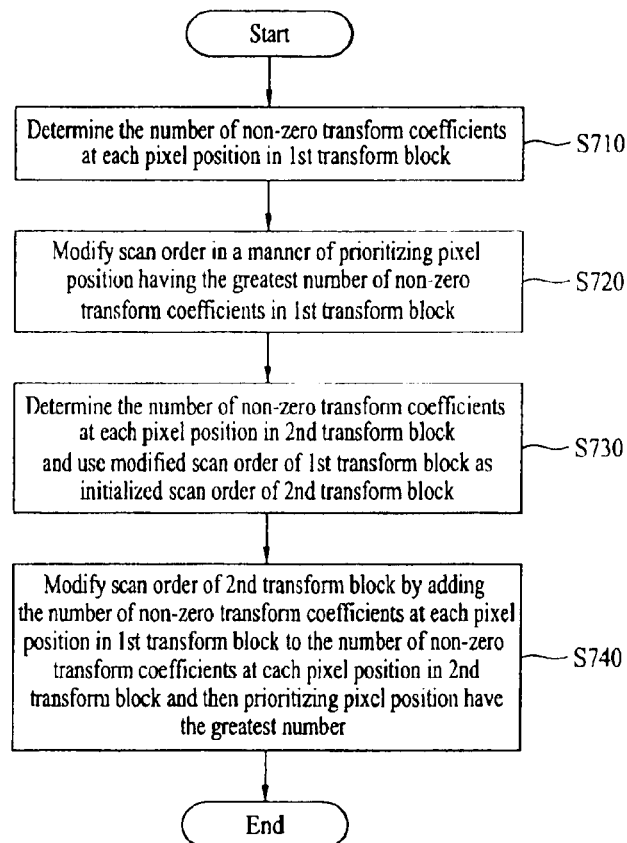 Start
Determine the number of non-zero transform coefficients
at each pixel position in 1st transform block
S710
Modify scan order in a manner of prioritizing pixel
position having the greatest number of non-zero
transform coefficients in 1st transform block
S720
Determine the number of non-zero transform coefficients
at each pixel position in 2nd transform block
and use modified scan order of 1st transform block as
initialized scan order of 2nd transform block
S730
Modify scan order of 2nd transform block by adding
the number of non-zero transform coefficients at each pixel
position in 1st transform block to the number of non-zero
transform coefficients at each pixel position in 2nd
transform block and then prioritizing pixel position have
the greatest number
S740
End